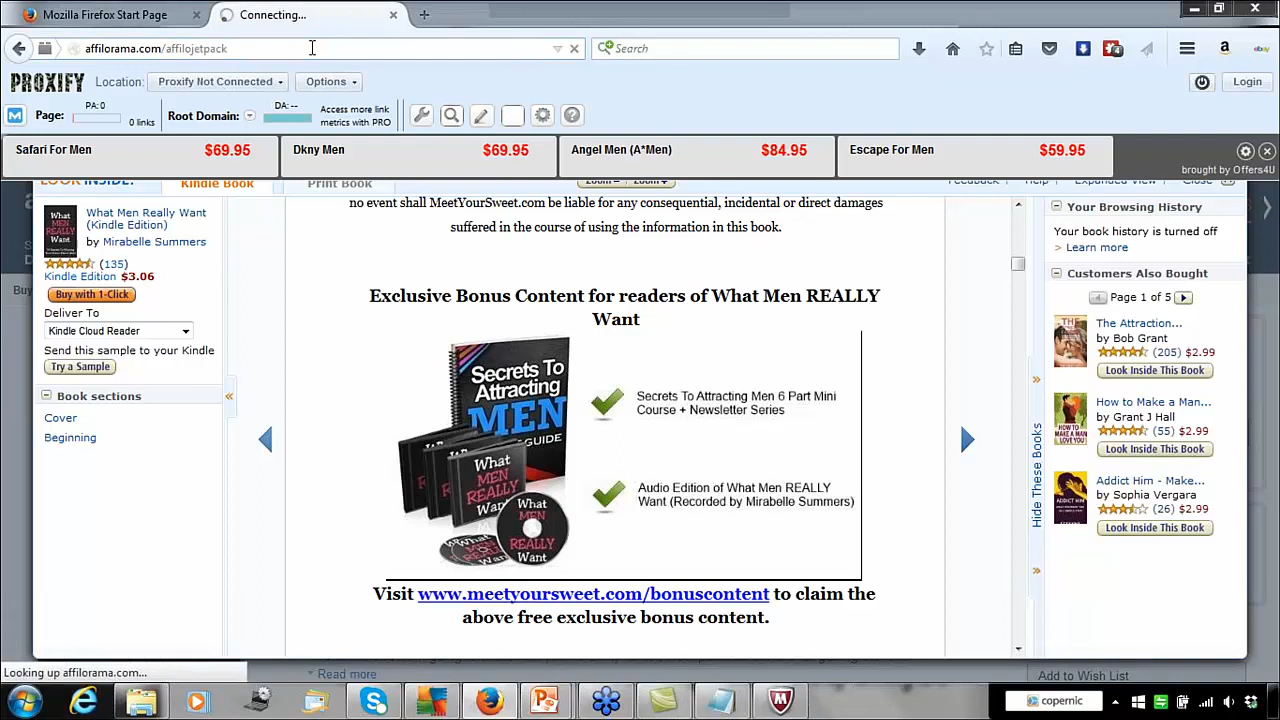 Mozilla Firefox Start Page
Connecting...
affilorama.com/affilojetpack
Search
PROXIFY
Location:
Proxify Not Connected
Options
Login
Page:
PA: 0
0 links
Root Domain:
DA: --
Access more link
metrics with PRO
Safari For Men
$69.95
Dkny Men
$69.95
Angel Men (A*Men)
$84.95
Escape For Men
$59.95
brought by Offers4U
LOOK INSIDE!
Kindle Book
Print Book
Zoom -
Zoom +
Feedback
Help
Expanded View
Close
What Men Really Want
(Kindle Edition)
by Mirabelle Summers
(135)
Kindle Edition $3.06
Buy with 1-Click
Deliver To
Kindle Cloud Reader
Send this sample to your Kindle
Try a Sample
Book sections
Cover
Beginning
no event shall MeetYourSweet.com be liable for any consequential, incidental or direct damages
suffered in the course of using the information in this book.
Exclusive Bonus Content for readers of What Men REALLY
Want
Secrets To
Attracting
MEN
GUIDE
What
MEN
REALLY
Want
What
MEN
REALLY
Want
Secrets To Attracting Men 6 Part Mini
Course + Newsletter Series
Audio Edition of What Men REALLY
Want (Recorded by Mirabelle Summers)
Visit www.meetyoursweet.com/bonuscontent to claim the
above free exclusive bonus content.
Hide These Books
Your Browsing History
Your book history is turned off
> Learn more
Customers Also Bought
Page 1 of 5
The Attraction...
by Bob Grant
(205) $2.99
Look Inside This Book
How to Make a Man...
by Grant J Hall
(55) $2.99
Look Inside This Book
Addict Him - Make...
by Sophia Vergara
(26) $2.99
Look Inside This Book
Looking up affilorama.com...
Read more
Add to Wish List
copernic